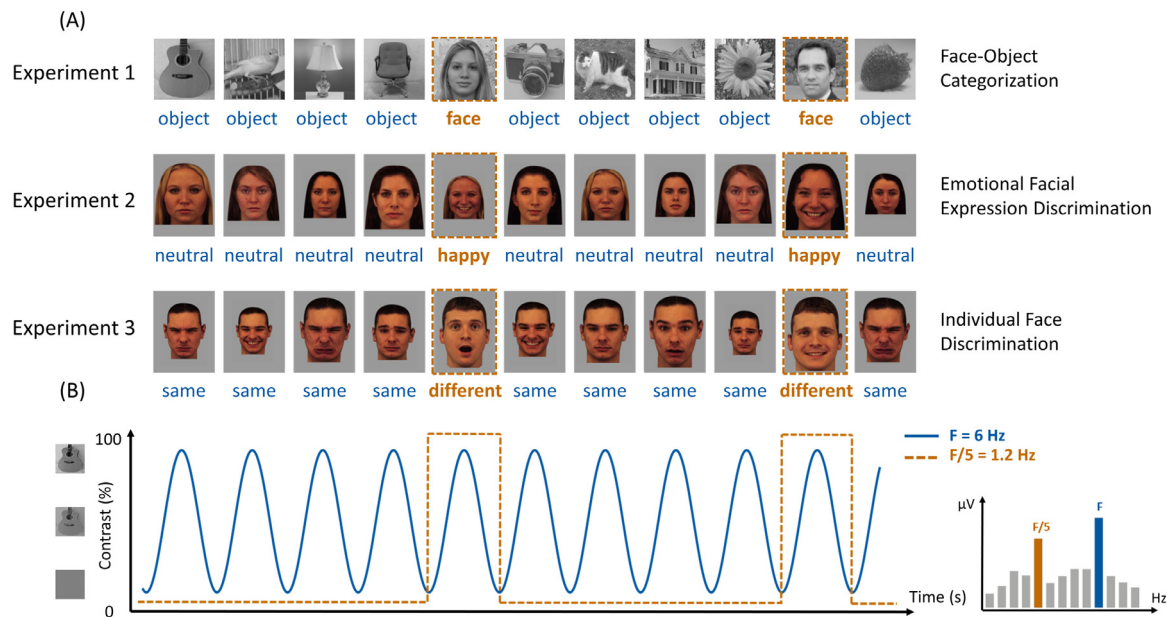 (A)
Experiment 1
object object object object face object object object object face object
Face-Object
Categorization
Experiment 2
neutral neutral neutral neutral happy neutral neutral neutral neutral happy neutral
Emotional Facial
Expression Discrimination
Experiment 3
same same same same different same same same same different same
Individual Face
Discrimination
(B)
100
Contrast (%)
0
Time (s)
F = 6 Hz
F/5 = 1.2 Hz
µV
F/5
F
Hz